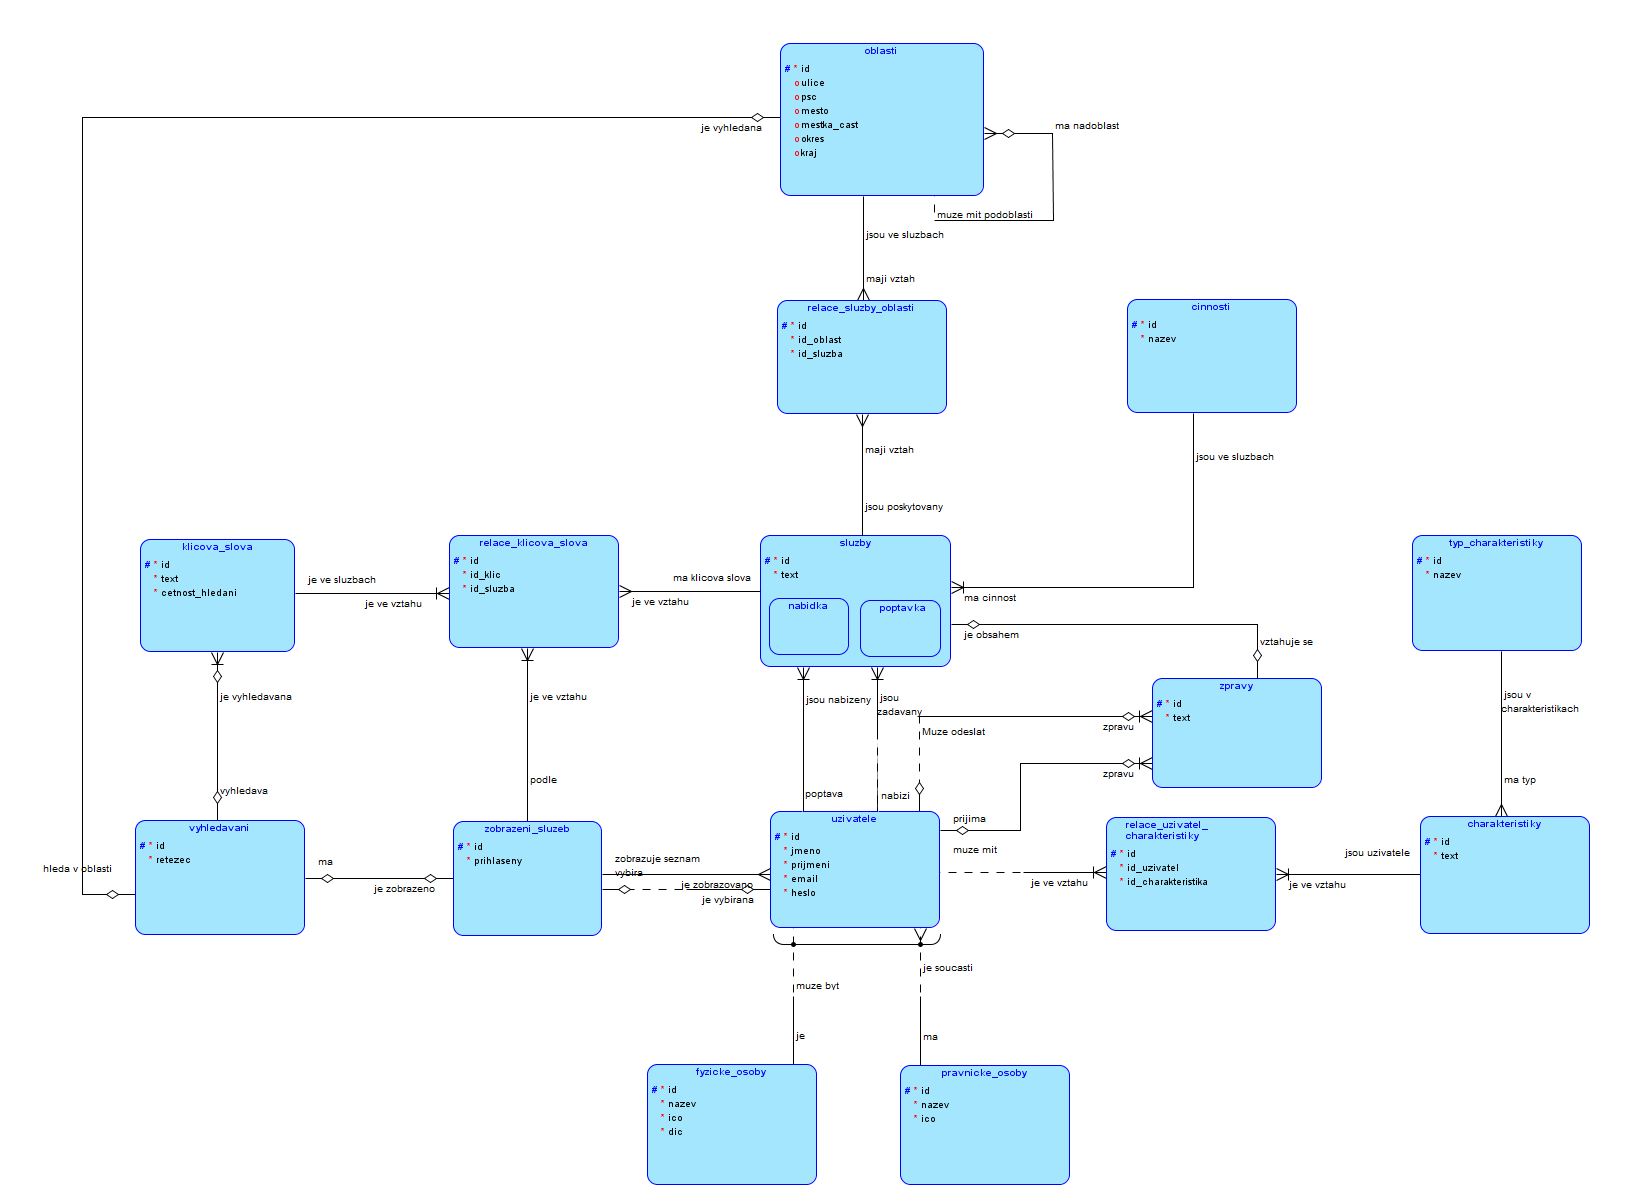 oblasti
# * id
o ulice
o psc
o mesto
o mestka_cast
o okres
o kraj
je vyhledana
ma nadoblast
muze mit podoblasti
jsou ve sluzbach
maji vztah
relace_sluzby_oblasti
# * id
* id_oblast
* id_sluzba
cinnosti
# * id
* nazev
maji vztah
jsou ve sluzbach
jsou poskytovany
klicova_slova
# * id
* text
* cetnost_hledani
je ve sluzbach
je ve vztahu
relace_klicova_slova
# * id
* id_klic
* id_sluzba
ma klicova slova
je ve vztahu
sluzby
# * id
* text
nabidka
poptavka
ma cinnost
je obsahem
vztahuje se
typ_charakteristiky
# * id
* nazev
zpravy
# * id
* text
je vyhledavana
je ve vztahu
jsou nabizeny
jsou
zadavany
Muze odeslat
zpravu
zpravu
jsou v
charakteristikach
vyhledava
podle
poptava
nabizi
ma typ
vyhledavani
# * id
* retezec
hleda v oblasti
ma
je zobrazeno
zobrazeni_sluzeb
# * id
* prihlaseny
zobrazuje seznam
vybira
je zobrazovano
je vybirana
uzivatele
# * id
* jmeno
* prijmeni
* email
* heslo
prijima
muze mit
je ve vztahu
relace_uzivatel_
charakteristiky
# * id
* id_uzivatel
* id_charakteristika
jsou uzivatele
je ve vztahu
charakteristiky
# * id
* text
muze byt
je soucasti
je
ma
fyzicke_osoby
# * id
* nazev
* ico
* dic
pravnicke_osoby
# * id
* nazev
* ico